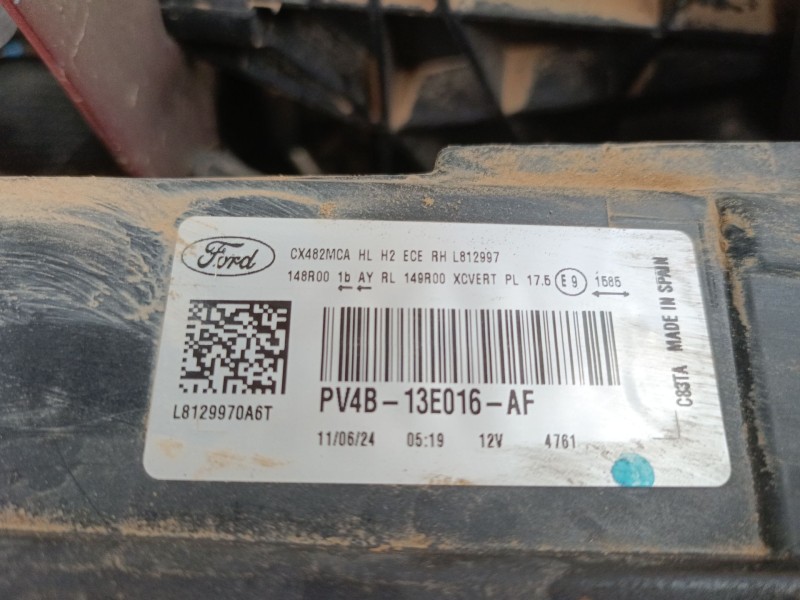 Ford
CX482MCA HL H2 ECE RH L812997
148R00 1b AY RL 149R00 XCVERT PL 17.5 E9 1585
L8129970A6T
PV4B-13E016-AF
11/06/24 05:19 12V 4761
C83TA MADE IN SPAIN